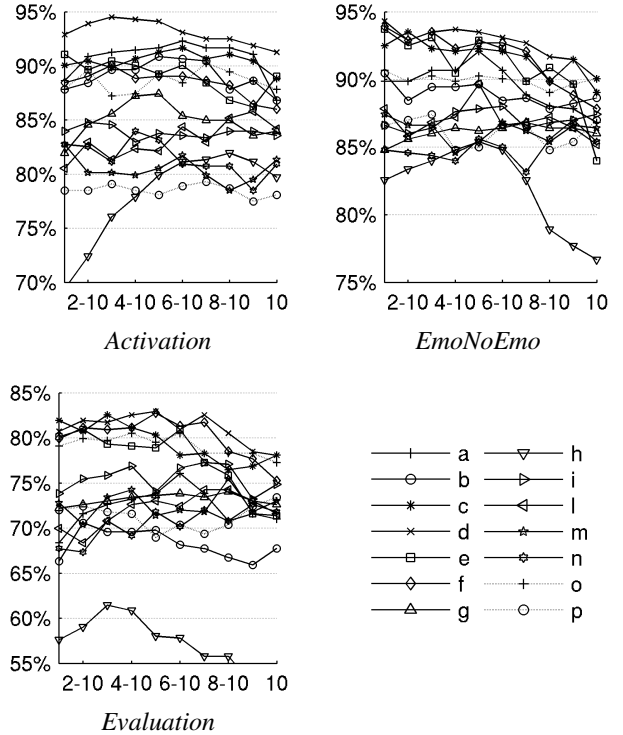 95%
90%
85%
80%
75%
70%
2-10 4-10 6-10 8-10 10
Activation
95%
90%
85%
80%
75%
2-10 4-10 6-10 8-10 10
EmoNoEmo
85%
80%
75%
70%
65%
60%
55%
2-10 4-10 6-10 8-10 10
Evaluation
a h
b i
c l
d m
e n
f o
g p